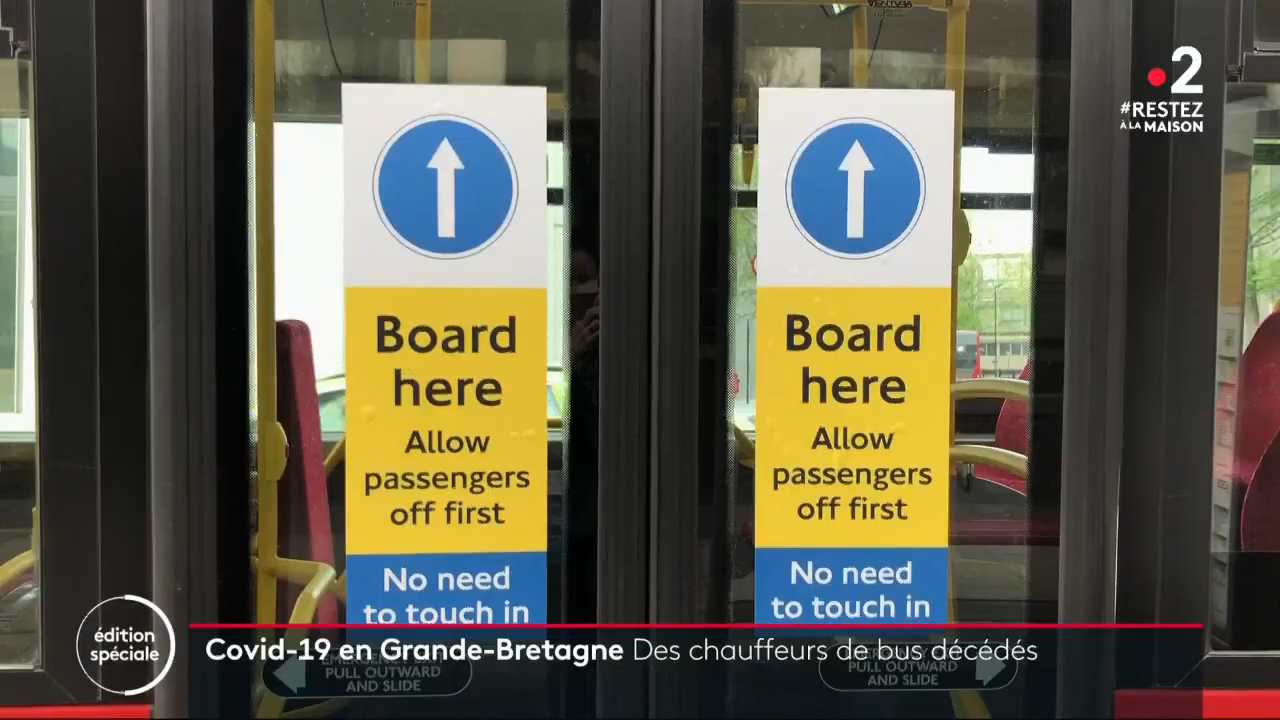 VENTURA
2
#RESTEZ
À LA MAISON
Board
here
Allow
passengers
off first
No need
to touch in
Board
here
Allow
passengers
off first
No need
to touch in
édition
spéciale
Covid-19 en Grande-Bretagne Des chauffeurs de bus décédés
PULL OUTWARD
AND SLIDE
PULL OUTWARD
AND SLIDE